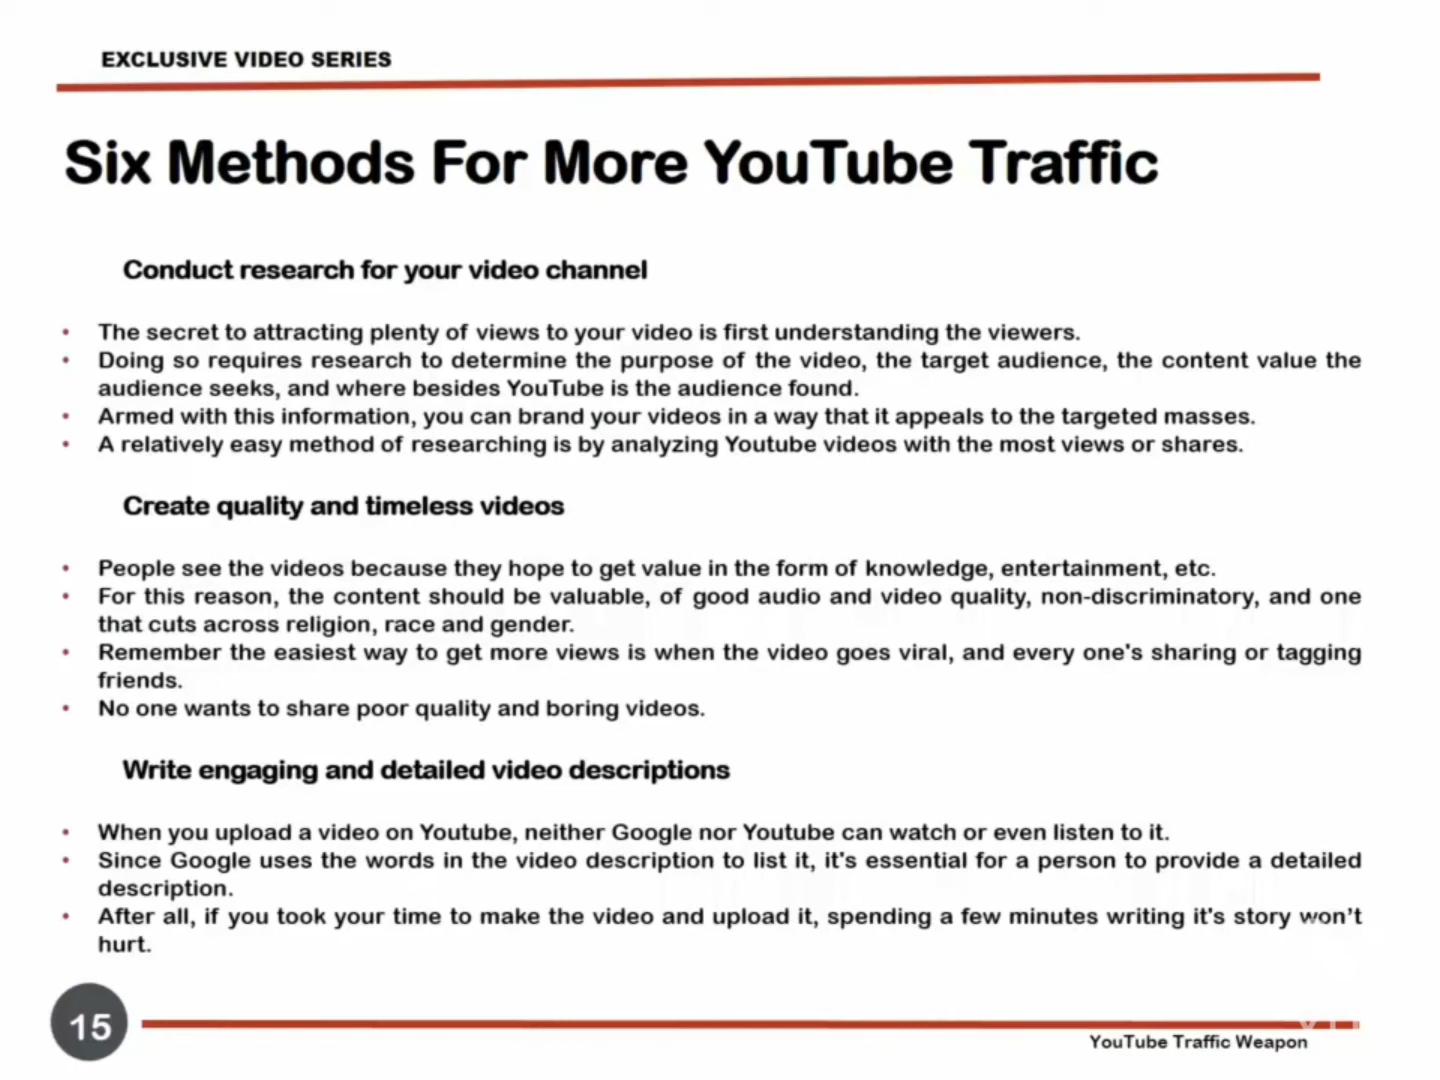 EXCLUSIVE VIDEO SERIES
Six Methods For More YouTube Traffic
Conduct research for your video channel
• The secret to attracting plenty of views to your video is first understanding the viewers.
• Doing so requires research to determine the purpose of the video, the target audience, the content value the
audience seeks, and where besides YouTube is the audience found.
• Armed with this information, you can brand your videos in a way that it appeals to the targeted masses.
• A relatively easy method of researching is by analyzing Youtube videos with the most views or shares.
Create quality and timeless videos
• People see the videos because they hope to get value in the form of knowledge, entertainment, etc.
• For this reason, the content should be valuable, of good audio and video quality, non-discriminatory, and one
that cuts across religion, race and gender.
• Remember the easiest way to get more views is when the video goes viral, and every one's sharing or tagging
friends.
• No one wants to share poor quality and boring videos.
Write engaging and detailed video descriptions
• When you upload a video on Youtube, neither Google nor Youtube can watch or even listen to it.
• Since Google uses the words in the video description to list it, it's essential for a person to provide a detailed
description.
• After all, if you took your time to make the video and upload it, spending a few minutes writing it's story won’t
hurt.
15
YouTube Traffic Weapon